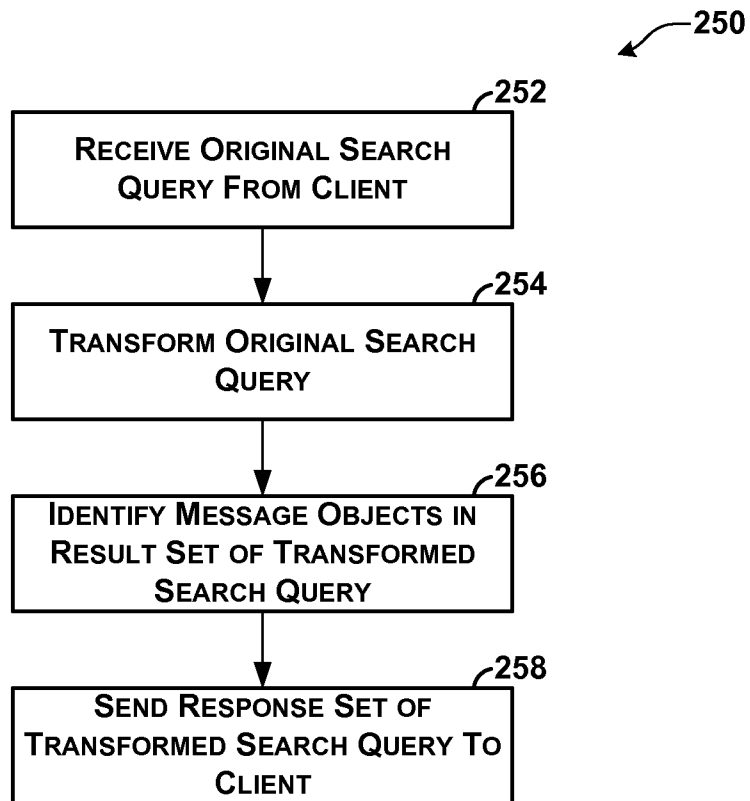 250
252
RECEIVE ORIGINAL SEARCH
QUERY FROM CLIENT
254
TRANSFORM ORIGINAL SEARCH
QUERY
256
IDENTIFY MESSAGE OBJECTS IN
RESULT SET OF TRANSFORMED
SEARCH QUERY
258
SEND RESPONSE SET OF
TRANSFORMED SEARCH QUERY TO
CLIENT